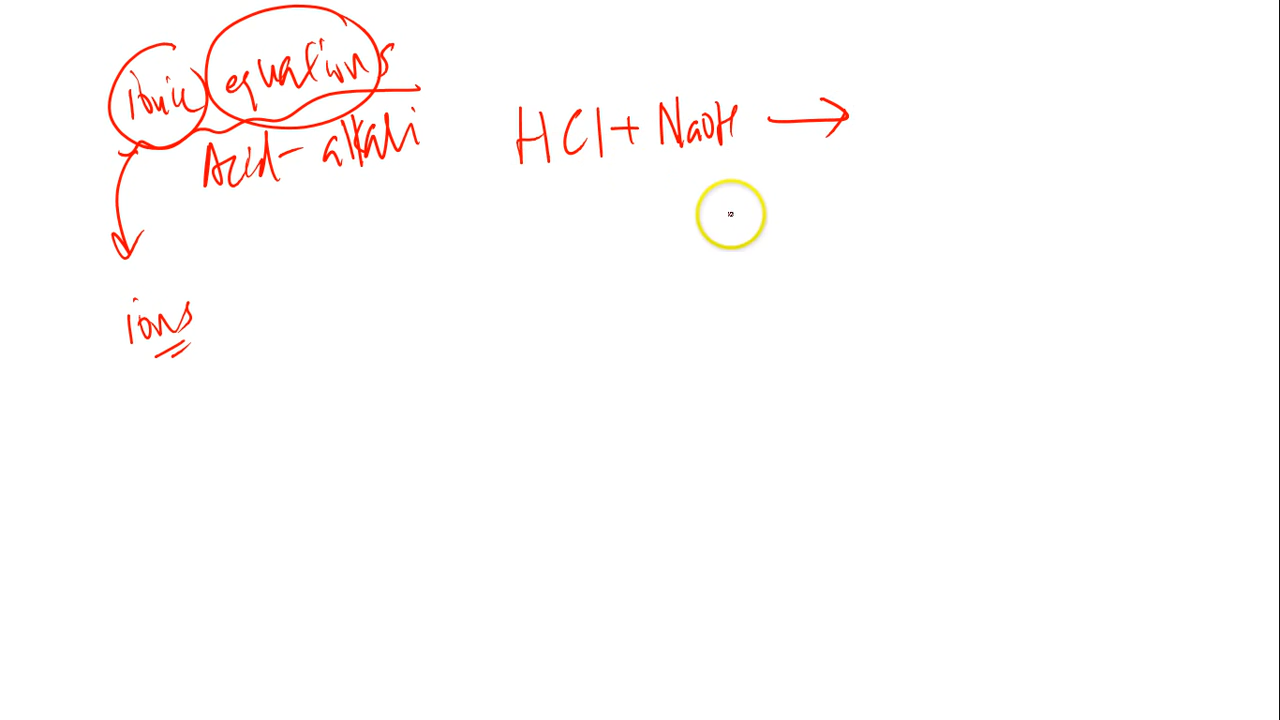 ionic equations
Acid-alkali
HCl + NaOH →
ions